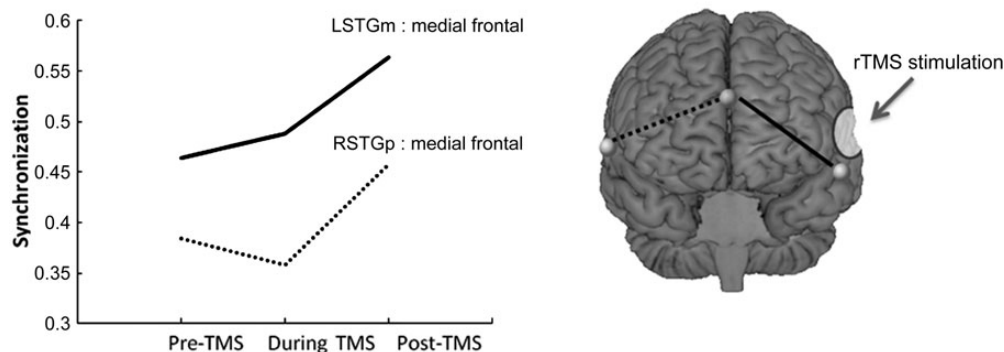 0.6
0.55
0.5
0.45
0.4
0.35
0.3
Synchronization
LSTGm : medial frontal
RSTGp : medial frontal
Pre-TMS During TMS Post-TMS
rTMS stimulation